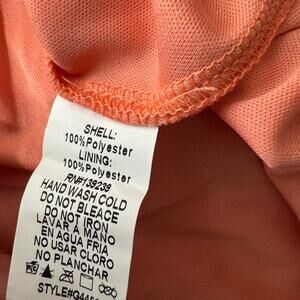 SHELL:
100%Polyester
LINING:
100%Polyester
RN#139239
HAND WASH COLD
DO NOT BLEACE
DO NOT IRON
LAVAR A MANO
EN AGUA FRIA
NO USAR CLORO
NO PLANCHAR